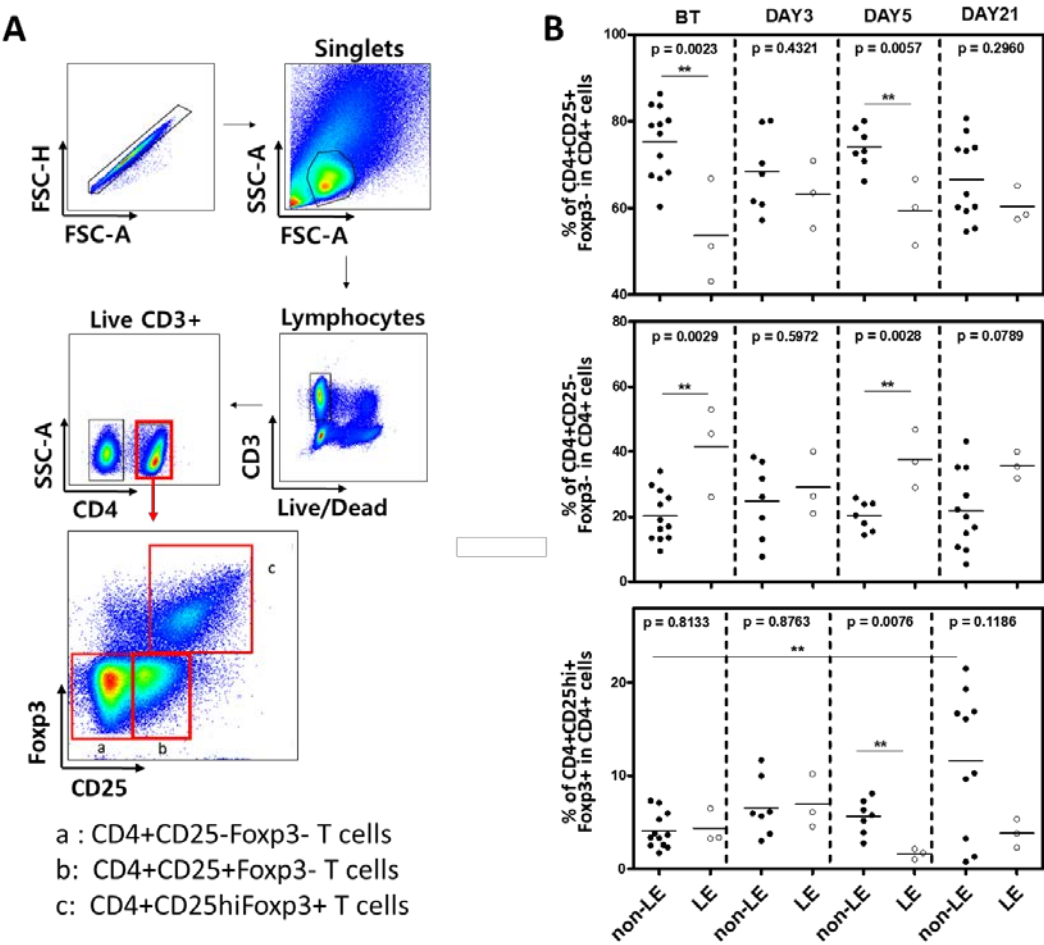 A
Singlets
FSC-H
FSC-A
SSC-A
FSC-A
Live CD3+
Lymphocytes
SSC-A
CD4
CD3
Live/Dead
c
a
b
Foxp3
CD25
a : CD4+CD25-Foxp3- T cells
b: CD4+CD25+Foxp3- T cells
c: CD4+CD25hiFoxp3+ T cells
B
BT DAY3 DAY5 DAY21
% of CD4+CD25+
Foxp3- in CD4+ cells
100
80
60
40
p = 0.0023 p = 0.4321 p = 0.0057 p = 0.2960
** **
% of CD4+CD25-
Foxp3- in CD4+ cells
80
60
40
20
0
p = 0.0029 p = 0.5972 p = 0.0028 p = 0.0789
** **
% of CD4+CD25hi+
Foxp3+ in CD4+ cells
20
10
0
p = 0.8133 p = 0.8763 p = 0.0076 p = 0.1186
**
**
non-LE LE non-LE LE non-LE LE non-LE LE